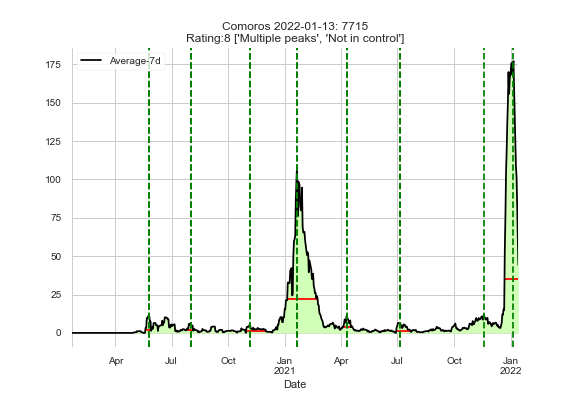 Comoros 2022-01-13: 7715
Rating:8 ['Multiple peaks', 'Not in control']
Average-7d
175
150
125
100
75
50
25
0
Apr Jul Oct Jan Apr Jul Oct Jan
2021 2022
Date